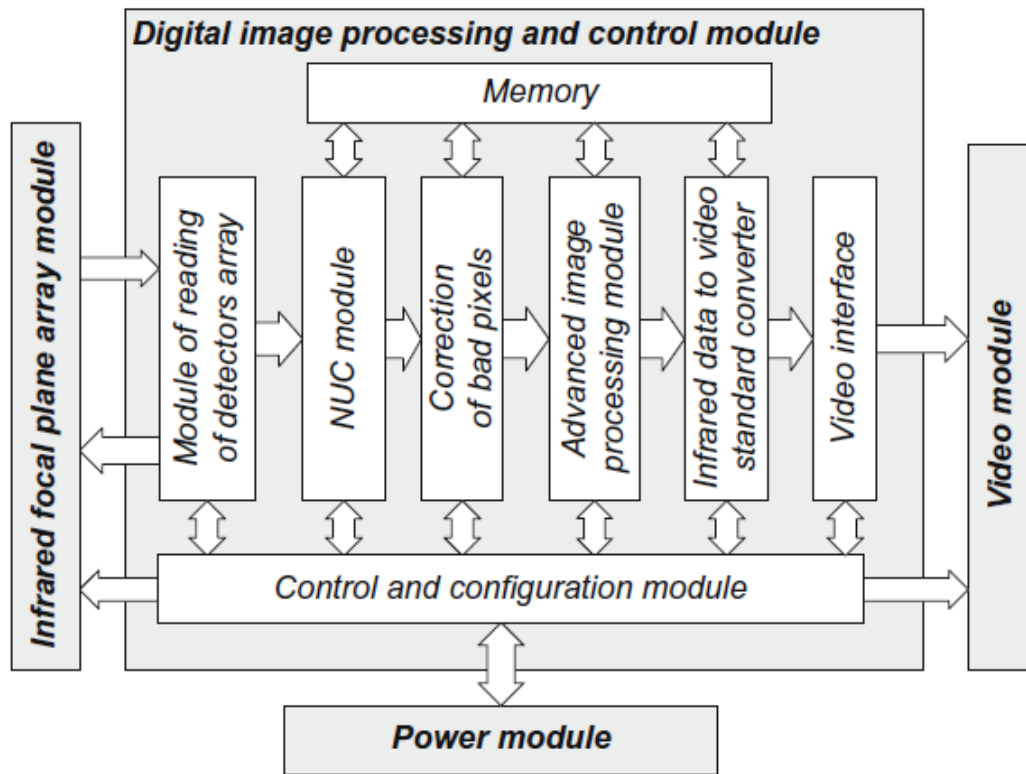 Digital image processing and control module
Memory
Infrared focal plane array module
Module of reading
of detectors array
NUC module
Correction
of bad pixels
Advanced image
processing module
Infrared data to video
standard converter
Video interface
Video module
Control and configuration module
Power module